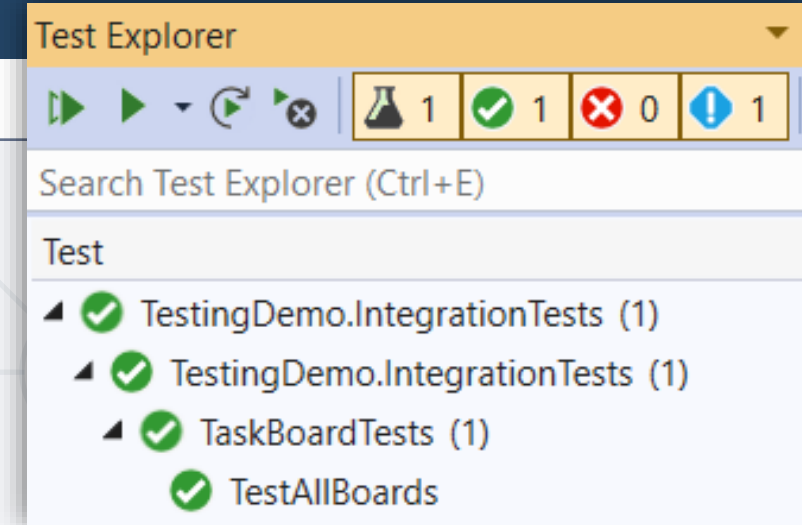 Test Explorer
1 1 0 1
Search Test Explorer (Ctrl+E)
Test
TestingDemo.IntegrationTests (1)
TestingDemo.IntegrationTests (1)
TaskBoardTests (1)
TestAllBoards